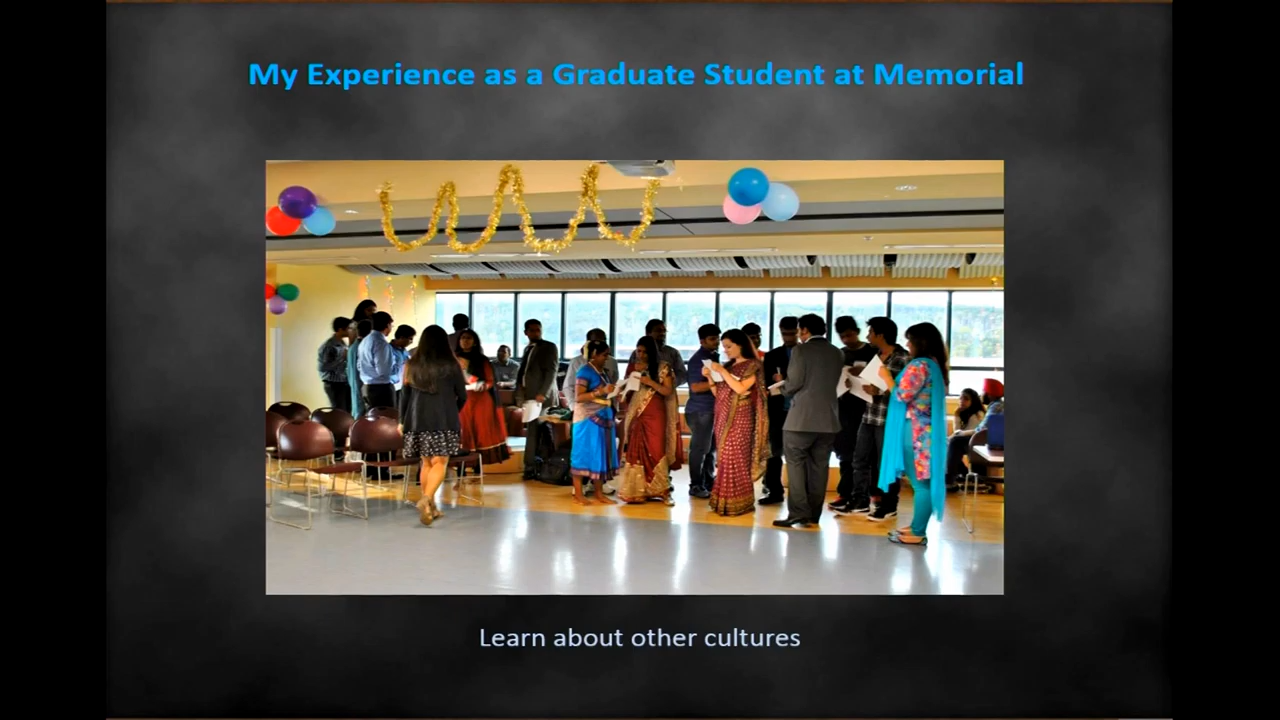 My Experience as a Graduate Student at Memorial
Learn about other cultures